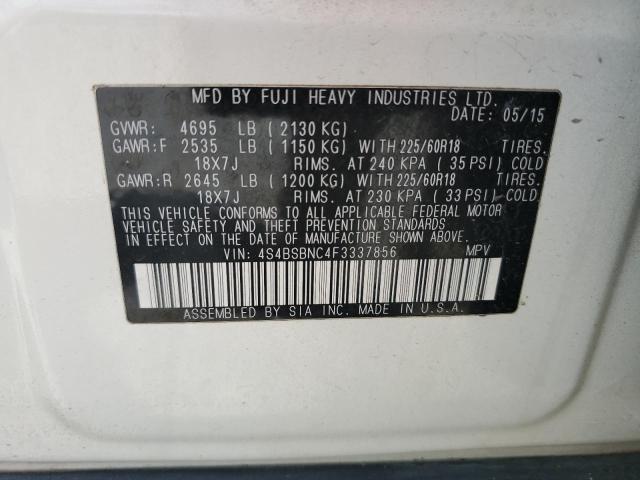 MFD BY FUJI HEAVY INDUSTRIES LTD.
DATE: 05/15
GVWR: 4695 LB (2130 KG)
GAWR:F 2535 LB (1150 KG) WITH 225/60R18 TIRES.
18X7J RIMS. AT 240 KPA (35 PSI) COLD
GAWR:R 2645 LB (1200 KG) WITH 225/60R18 TIRES.
18X7J RIMS. AT 230 KPA (33 PSI) COLD.
THIS VEHICLE CONFORMS TO ALL APPLICABLE FEDERAL MOTOR
VEHICLE SAFETY AND THEFT PREVENTION STANDARDS
IN EFFECT ON THE DATE OF MANUFACTURE SHOWN ABOVE.
VIN: 4S4BSBNC4F3337856 MPV
ASSEMBLED BY SIA INC. MADE IN U.S.A.